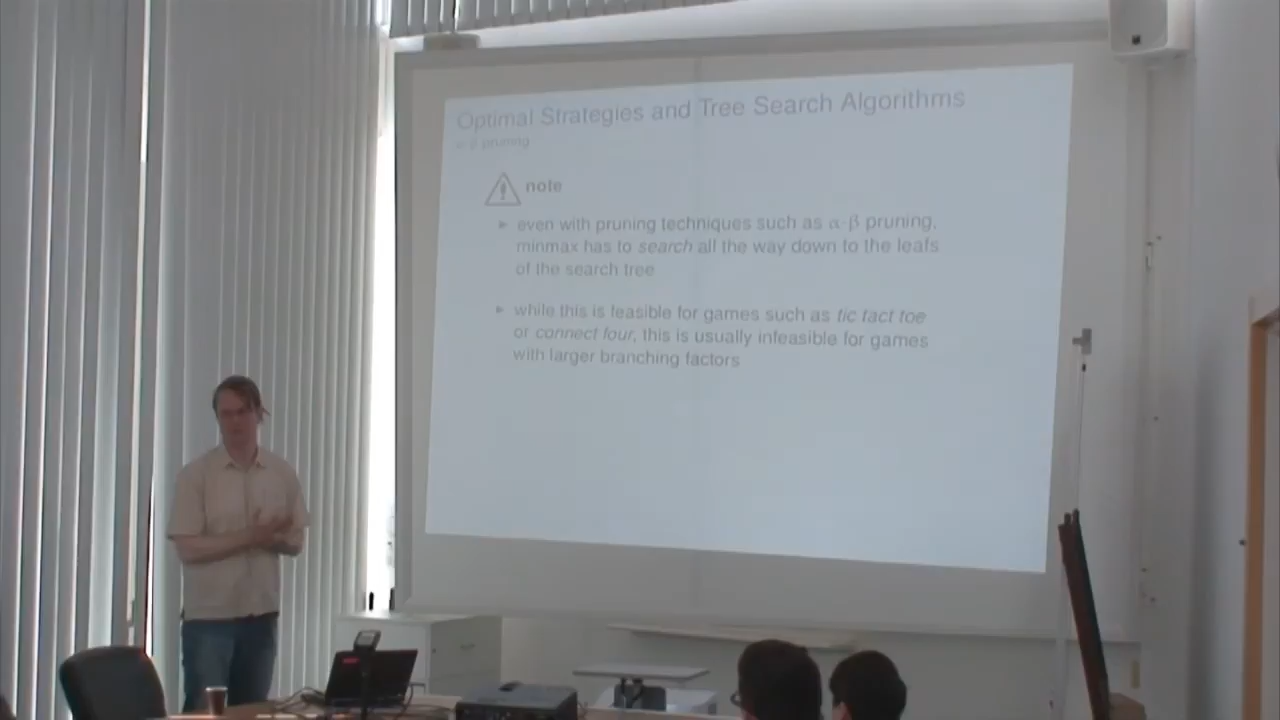 Optimal Strategies and Tree Search Algorithms
α-β pruning
note
► even with pruning techniques such as α-β pruning,
minmax has to search all the way down to the leafs
of the search tree
► while this is feasible for games such as tic tact toe
or connect four, this is usually infeasible for games
with larger branching factors